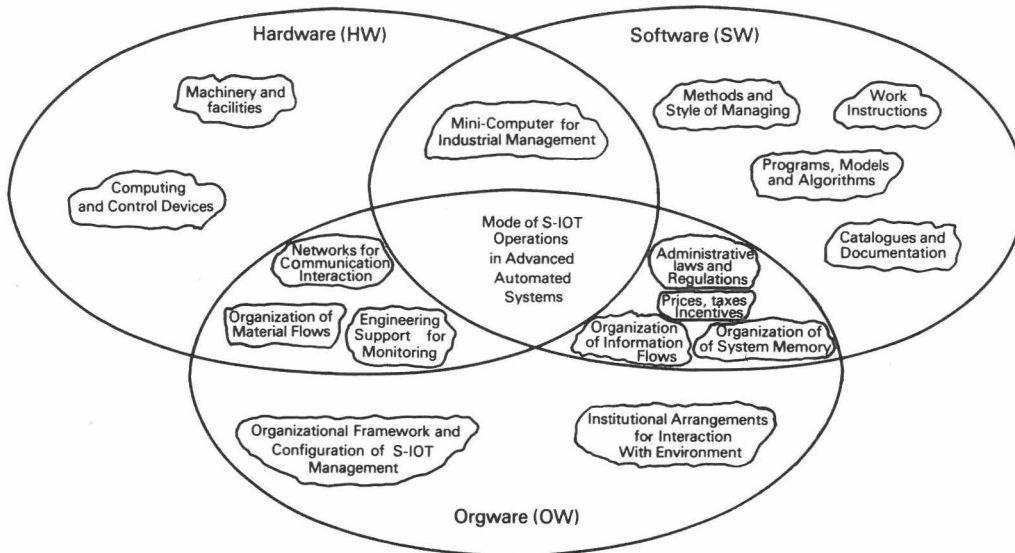 Hardware (HW)
Software (SW)
Machinery and
facilities
Computing
and Control Devices
Mini-Computer for
Industrial Management
Methods and
Style of Managing
Work
Instructions
Programs, Models
and Algorithms
Catalogues and
Documentation
Networks for
Communication
Interaction
Organization of
Material Flows
Engineering
Support for
Monitoring
Mode of S-IOT
Operations
in Advanced
Automated
Systems
Administrative
laws and
Regulations
Prices, taxes
Incentives
Organization
of Information
Flows
Organization of
of System Memory
Organizational Framework and
Configuration of S-IOT
Management
Institutional Arrangements
for Interaction
With Environment
Orgware (OW)